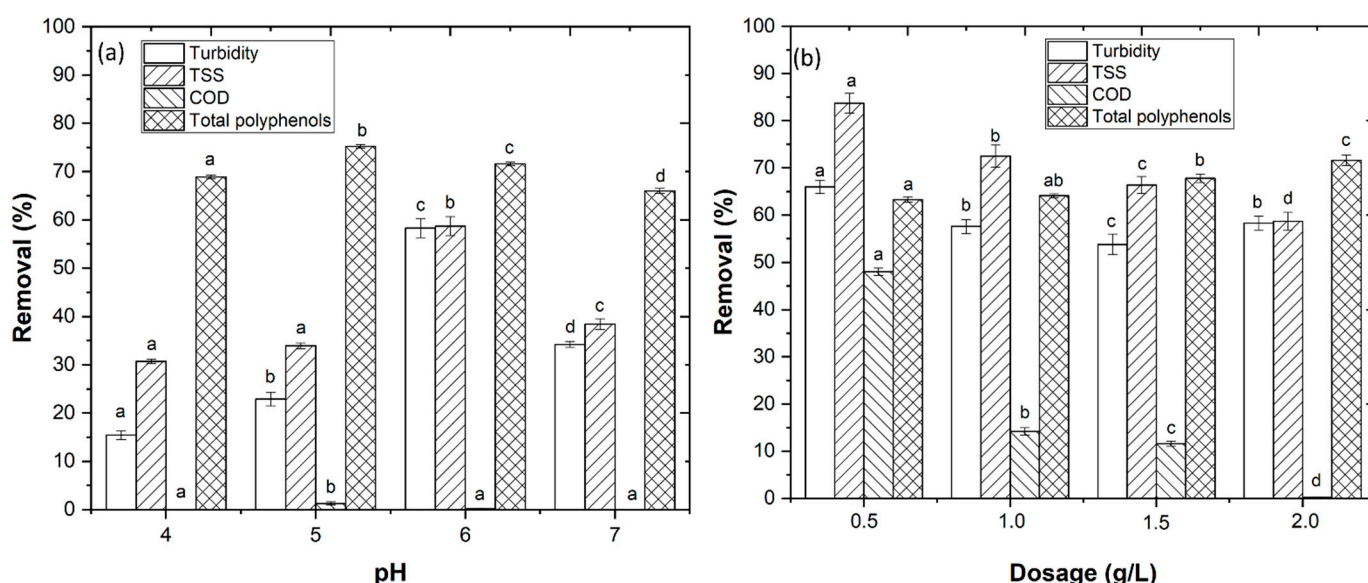 (a)
Turbidity
TSS
COD
Total polyphenols
Removal (%)
100
90
80
70
60
50
40
30
20
10
0
a
a
a
a
b
a
b
b
c
b
a
c
d
c
a
d
4
5
6
7
pH
(b)
Turbidity
TSS
COD
Total polyphenols
Removal (%)
100
90
80
70
60
50
40
30
20
10
0
a
a
a
a
b
b
b
ab
c
c
c
b
b
d
d
c
0.5
1.0
1.5
2.0
Dosage (g/L)